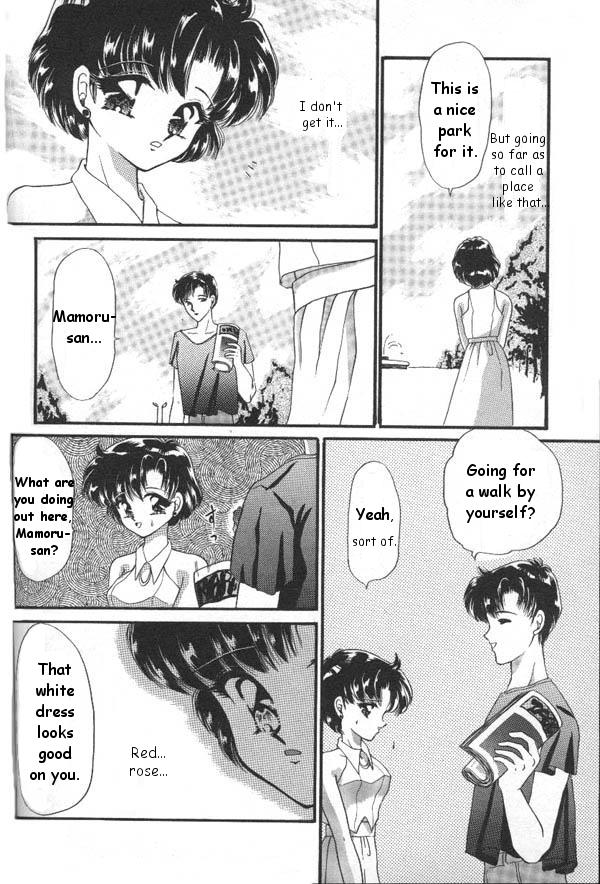 This is
a nice
park
for it.
But going
so far as
to call a
place
like that...
I don't
get it...
Mamoru-
san...
Going for
a walk by
yourself?
Yeah,
sort of.
What are
you doing
out here,
Mamoru-
san?
That
white
dress
looks
good
on you.
Red...
rose...